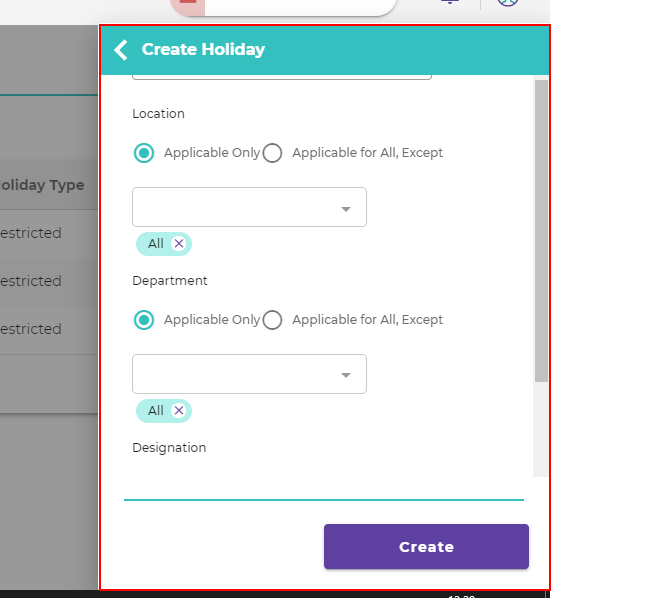 Create Holiday
Location
Applicable Only Applicable for All, Except
All
Department
Applicable Only Applicable for All, Except
All
Designation
Create
oliday Type
estricted
estricted
estricted